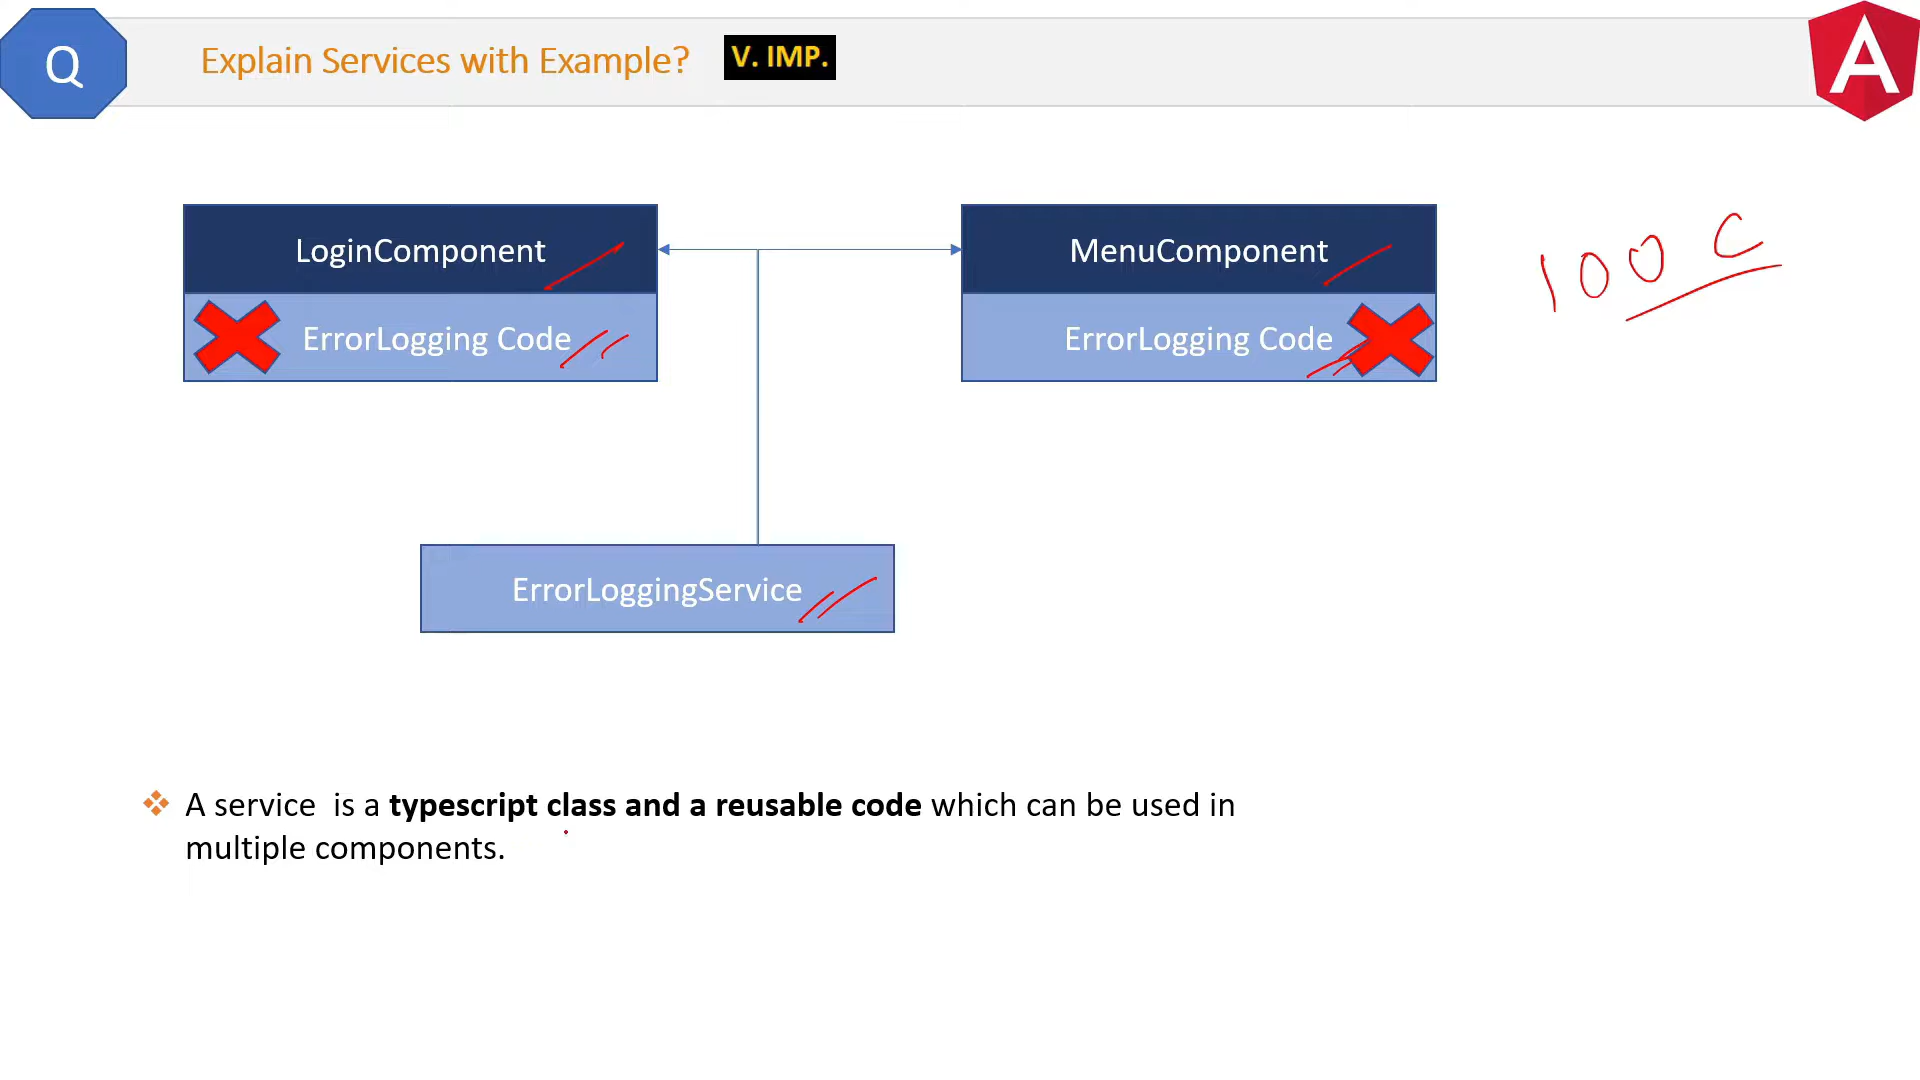 Q
Explain Services with Example?
V. IMP.
A
LoginComponent
MenuComponent
100 C
ErrorLogging Code
ErrorLogging Code
ErrorLoggingService
A service is a typescript class and a reusable code which can be used in
multiple components.